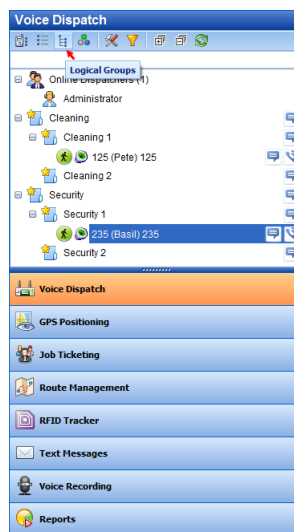 Voice Dispatch
Logical Groups
Online Dispatchers (1)
Administrator
Cleaning
Cleaning 1
125 (Pete) 125
Cleaning 2
Security
Security 1
235 (Basil) 235
Security 2
Voice Dispatch
GPS Positioning
Job Ticketing
Route Management
RFID Tracker
Text Messages
Voice Recording
Reports